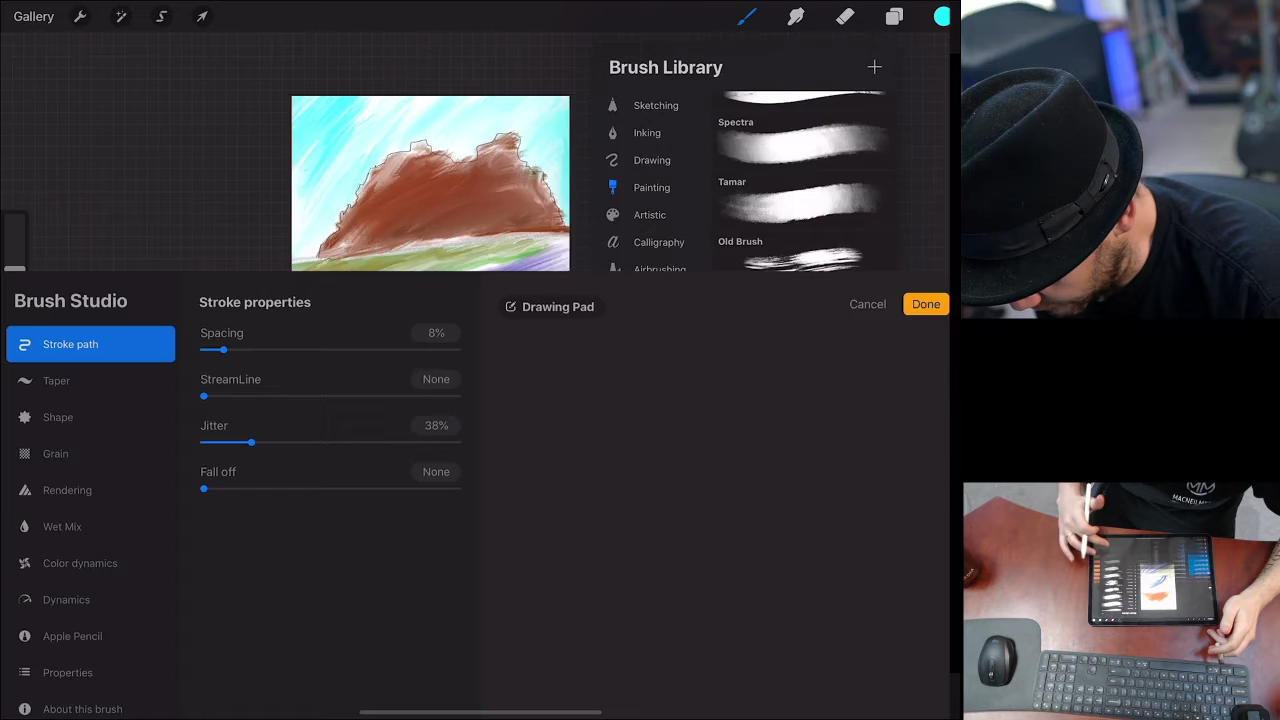 Gallery
Brush Library
Sketching
Inking
Drawing
Painting
Artistic
Calligraphy
Airbrushing
Spectra
Tamar
Old Brush
Brush Studio
Stroke path
Taper
Shape
Grain
Rendering
Wet Mix
Color dynamics
Dynamics
Apple Pencil
Properties
About this brush
Stroke properties
Spacing 8%
StreamLine None
Jitter 38%
Fall off None
Drawing Pad
Cancel Done
MACNEIL